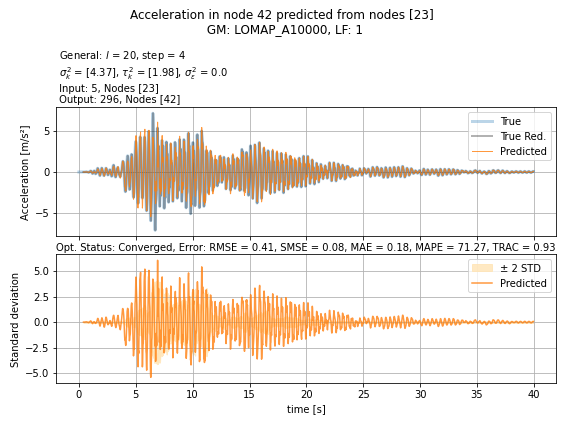 Acceleration in node 42 predicted from nodes [23]
GM: LOMAP_A10000, LF: 1
General: l = 20, step = 4
σ²ₖ = [4.37], τ²ₖ = [1.98], σ²ₑ = 0.0
Input: 5, Nodes [23]
Output: 296, Nodes [42]
Acceleration [m/s²]
5
0
−5
True
True Red.
Predicted
Opt. Status: Converged, Error: RMSE = 0.41, SMSE = 0.08, MAE = 0.18, MAPE = 71.27, TRAC = 0.93
Standard deviation
5.0
2.5
0.0
−2.5
−5.0
± 2 STD
Predicted
0 5 10 15 20 25 30 35 40
time [s]